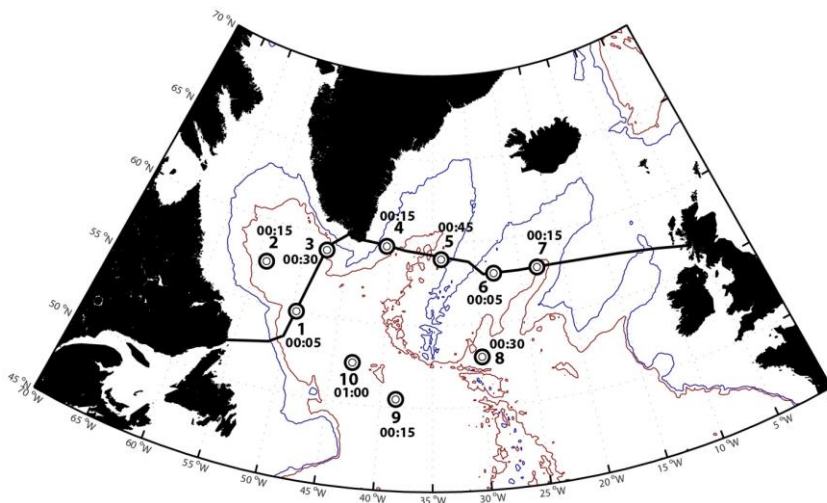 70 °N
65 °N
60 °N
55 °N
50 °N
45 °N
70 °W
60 °W
55 °W
50 °W
45 °W
40 °W
35 °W
30 °W
25 °W
20 °W
15 °W
10 °W
5 °W
00:15
2
3
00:30
00:15
4
00:45
5
00:15
7
6
00:05
1
00:05
00:30
8
10
01:00
9
00:15